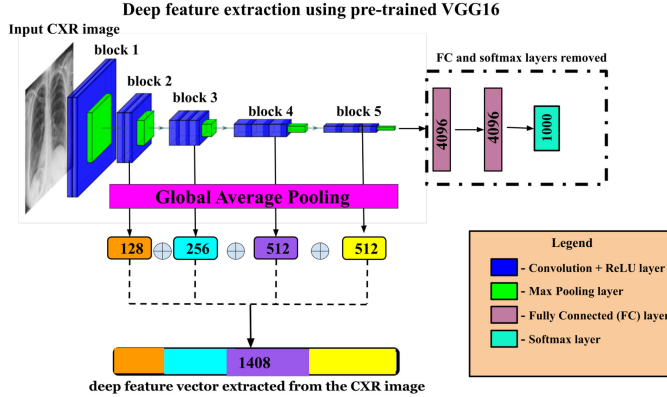 Deep feature extraction using pre-trained VGG16
Input CXR image
block 1
block 2
block 3
block 4
block 5
FC and softmax layers removed
4096
4096
1000
Global Average Pooling
128
256
512
512
Legend
- Convolution + ReLU layer
- Max Pooling layer
- Fully Connected (FC) layer
- Softmax layer
1408
deep feature vector extracted from the CXR image